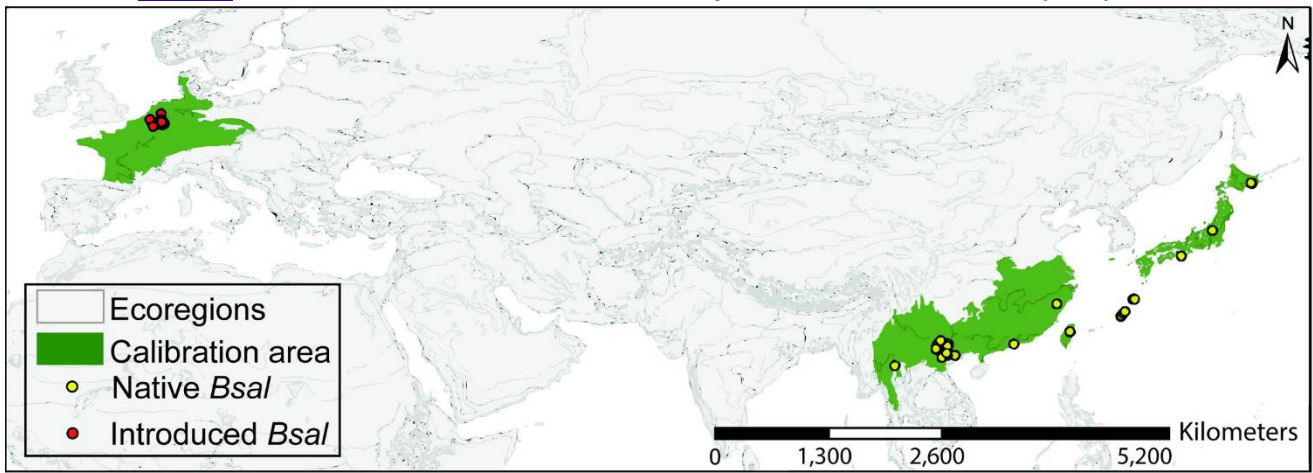 N
Ecoregions
Calibration area
Native Bsal
Introduced Bsal
Kilometers
0 1,300 2,600 5,200